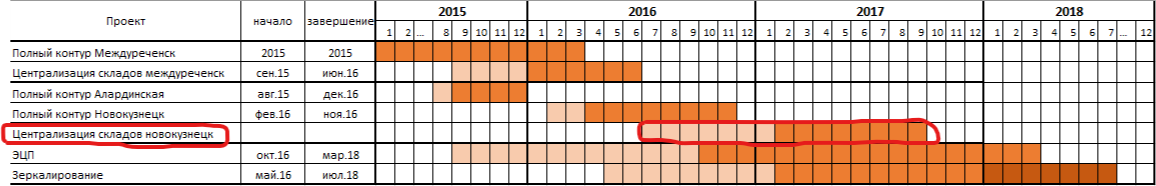 Проект начало завершение 2015 2016 2017 2018
1 2 ... 8 9 10 11 12 1 2 3 4 5 6 7 8 9 10 11 12 1 2 3 4 5 6 7 8 9 10 11 12 1 2 3 4 5 6 7 ... 12
Полный контур Междуреченск 2015 2015
Централизация складов междуреченск сен.15 июн.16
Полный контур Алардинская авг.15 дек.16
Полный контур Новокузнецк фев.16 ноя.16
Централизация складов новокузнецк
ЭЦП окт.16 мар.18
Зеркалирование май.16 июл.18